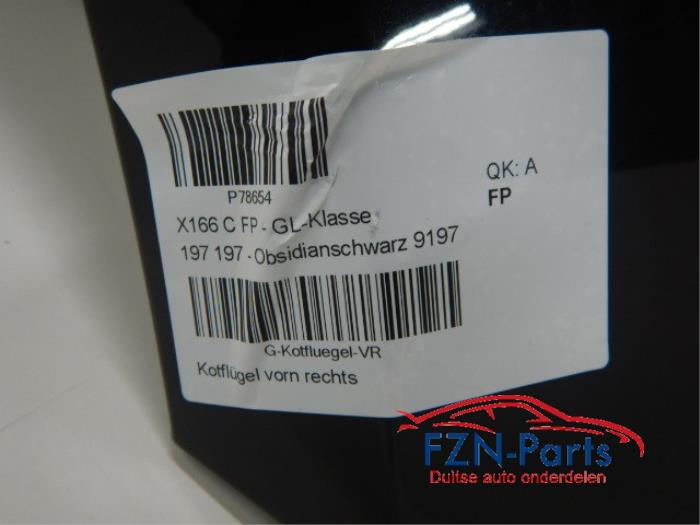 P78654
QK: A
FP
X166 C FP - GL-Klasse
197 197 - Obsidianschwarz 9197
G-Kotfluegel-VR
Kotflügel vorn rechts
FZN-Parts
Duitse auto onderdelen